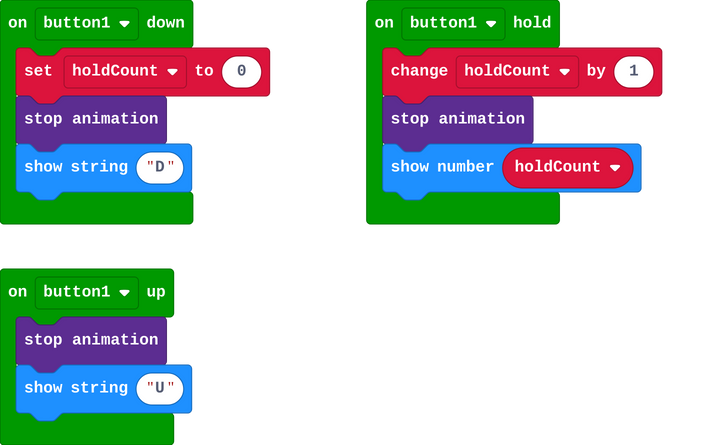 on button1 down
set holdCount to 0
stop animation
show string "D"
on button1 hold
change holdCount by 1
stop animation
show number holdCount
on button1 up
stop animation
show string "U"